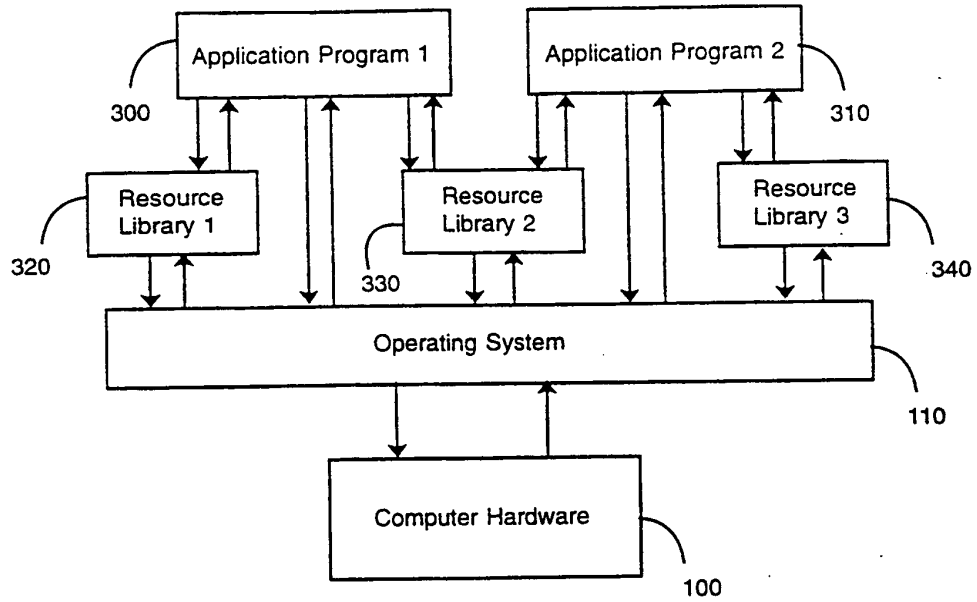 Application Program 1
Application Program 2
300
310
Resource
Library 1
Resource
Library 2
Resource
Library 3
320
330
340
Operating System
110
Computer Hardware
100